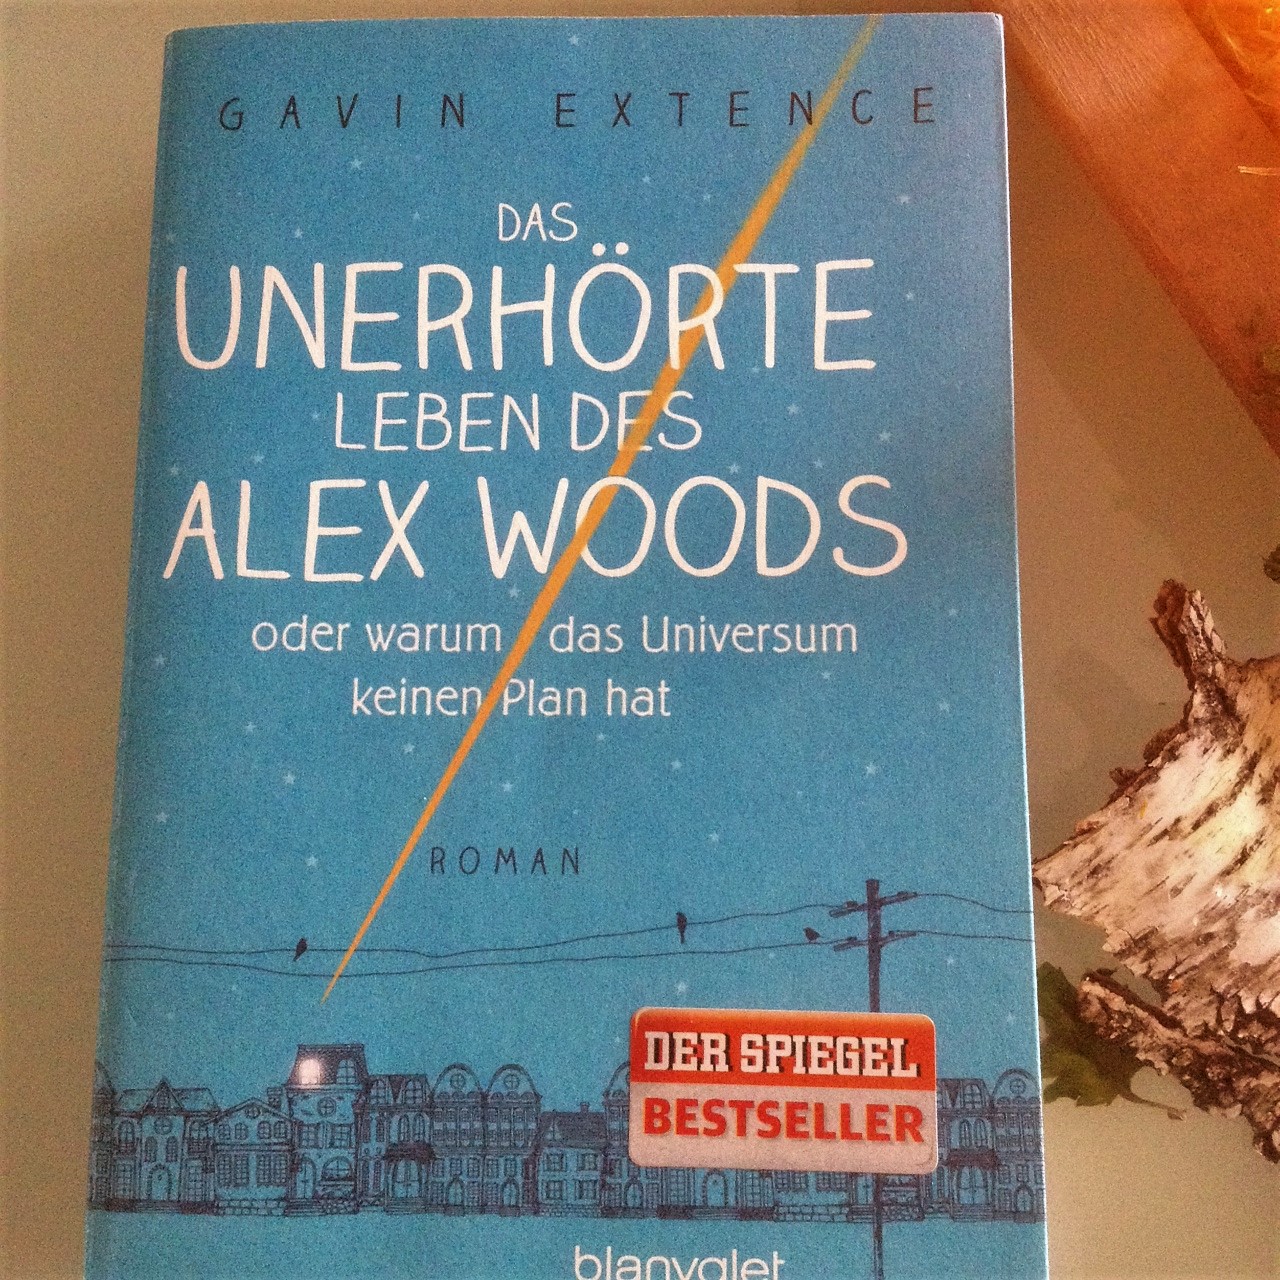 GAVIN EXTENCE
DAS
UNERHÖRTE
LEBEN DES
ALEX WOODS
oder warum das Universum
keinen Plan hat
ROMAN
DER SPIEGEL
BESTSELLER
blanvalet